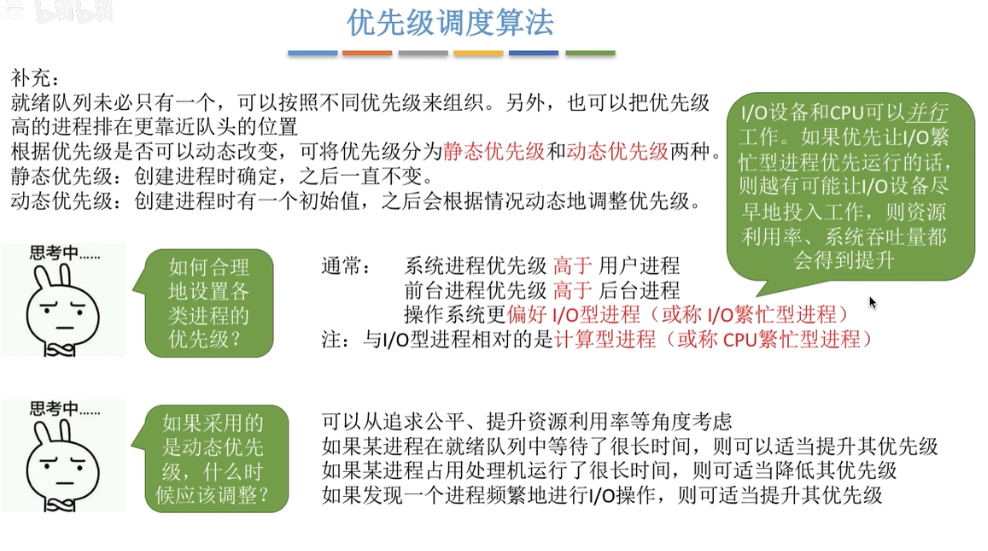 bilibili
优先级调度算法
补充：
就绪队列未必只有一个，可以按照不同优先级来组织。另外，也可以把优先级
高的进程排在更靠近队头的位置
根据优先级是否可以动态改变，可将优先级分为静态优先级和动态优先级两种。
静态优先级：创建进程时确定，之后一直不变。
动态优先级：创建进程时有一个初始值，之后会根据情况动态地调整优先级。
I/O设备和CPU可以并行
工作。如果优先让I/O繁
忙型进程优先运行的话，
则越有可能让I/O设备尽
早地投入工作，则资源
利用率、系统吞吐量都
会得到提升
思考中……
如何合理
地设置各
类进程的
优先级？
通常： 系统进程优先级 高于 用户进程
前台进程优先级 高于 后台进程
操作系统更偏好 I/O型进程（或称 I/O繁忙型进程）
注：与I/O型进程相对的是计算型进程（或称 CPU繁忙型进程）
思考中……
如果采用的
是动态优先
级，什么时
候应该调整？
可以从追求公平、提升资源利用率等角度考虑
如果某进程在就绪队列中等待了很长时间，则可以适当提升其优先级
如果某进程占用处理机运行了很长时间，则可适当降低其优先级
如果发现一个进程频繁地进行I/O操作，则可适当提升其优先级